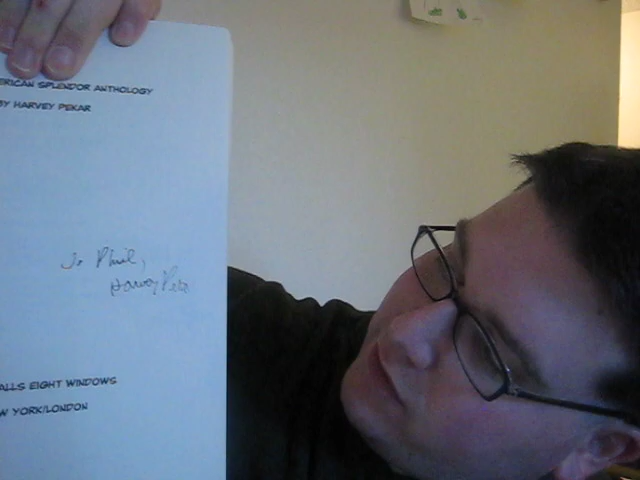 ERICAN SPLENDOR ANTHOLOGY
BY HARVEY PEKAR
To Phil,
Harvey Pekar
ALLS EIGHT WINDOWS
W YORK/LONDON